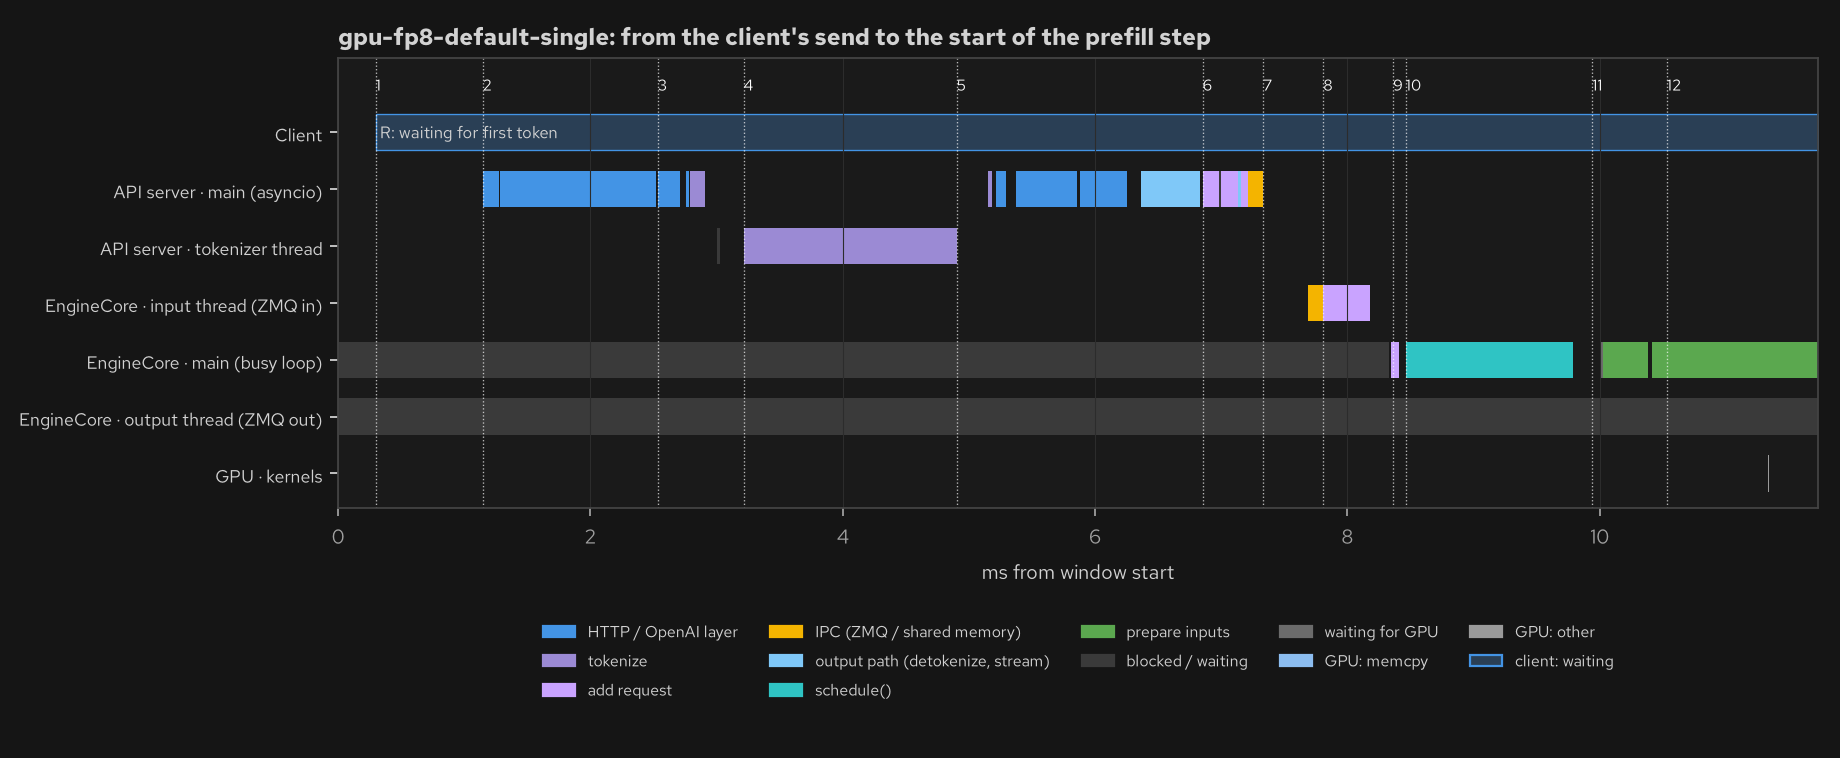 gpu-fp8-default-single: from the client's send to the start of the prefill step
1 2 3 4 5 6 7 8 9 10 11 12
Client
R: waiting for first token
API server · main (asyncio)
API server · tokenizer thread
EngineCore · input thread (ZMQ in)
EngineCore · main (busy loop)
EngineCore · output thread (ZMQ out)
GPU · kernels
0 2 4 6 8 10
ms from window start
HTTP / OpenAI layer
tokenize
add request
IPC (ZMQ / shared memory)
output path (detokenize, stream)
schedule()
prepare inputs
blocked / waiting
waiting for GPU
GPU: memcpy
GPU: other
client: waiting